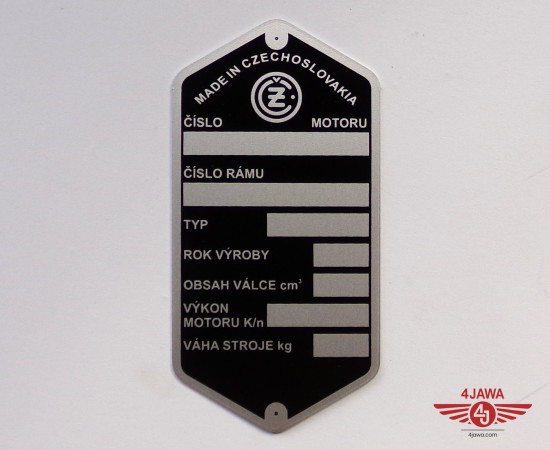 MADE IN CZECHOSLOVAKIA
ČZ
ČÍSLO MOTORU
ČÍSLO RÁMU
TYP
ROK VÝROBY
OBSAH VÁLCE cm³
VÝKON
MOTORU K/n
VÁHA STROJE kg
4JAWA
4J
4jawa.com